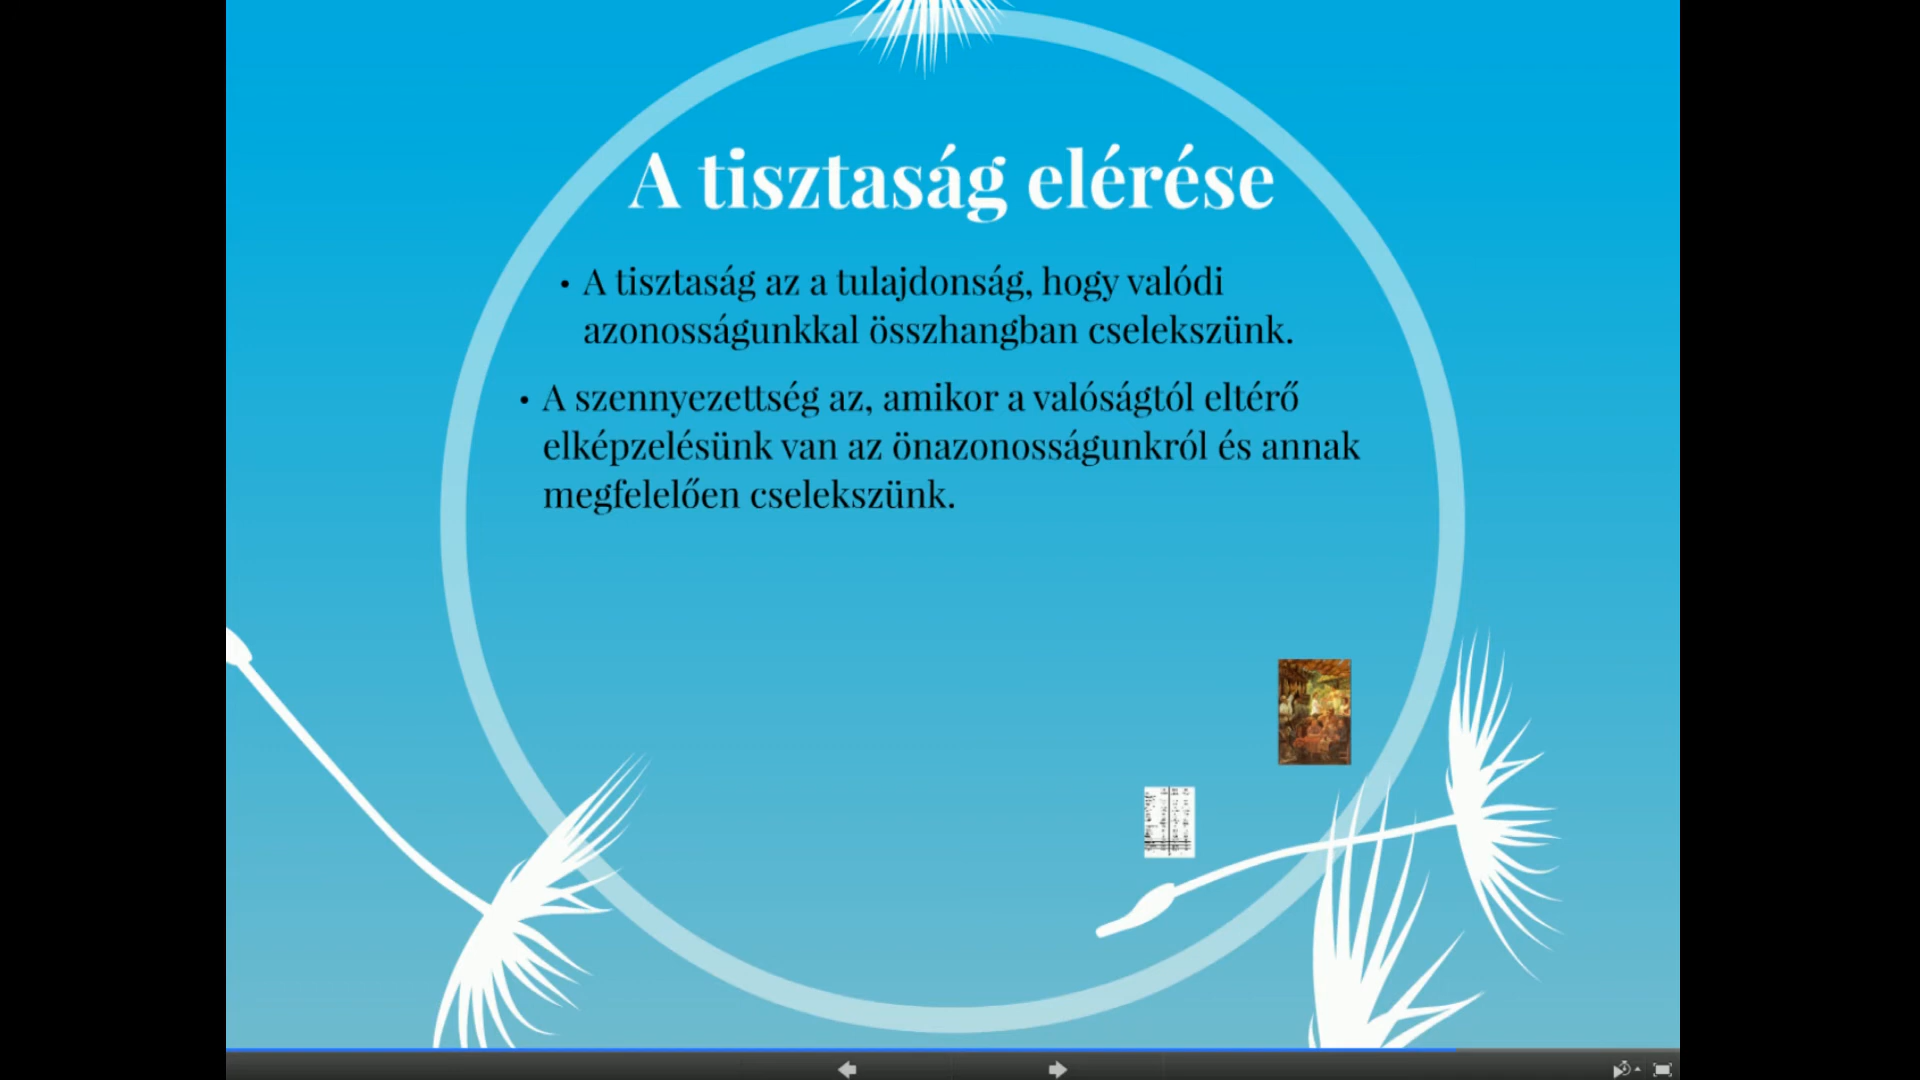 A tisztaság elérése
• A tisztaság az a tulajdonság, hogy valódi
azonosságunkkal összhangban cselekszünk.
• A szennyezettség az, amikor a valóságtól eltérő
elképzelésünk van az önazonosságunkról és annak
megfelelően cselekszünk.